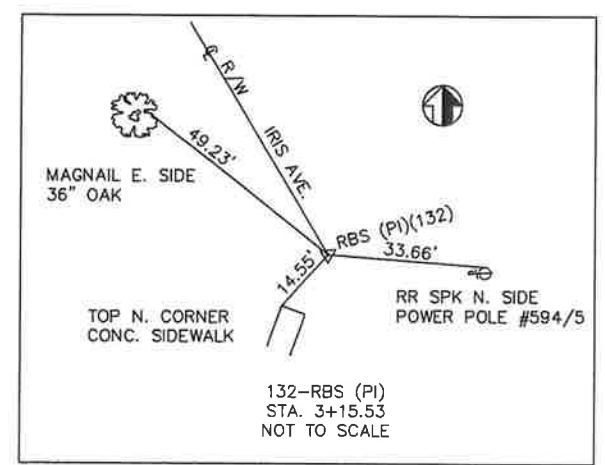 ℄ R/W
IRIS AVE.
49.23'
MAGNAIL E. SIDE
36" OAK
RBS (PI)(132)
33.66'
14.55'
RR SPK N. SIDE
POWER POLE #594/5
TOP N. CORNER
CONC. SIDEWALK
132-RBS (PI)
STA. 3+15.53
NOT TO SCALE